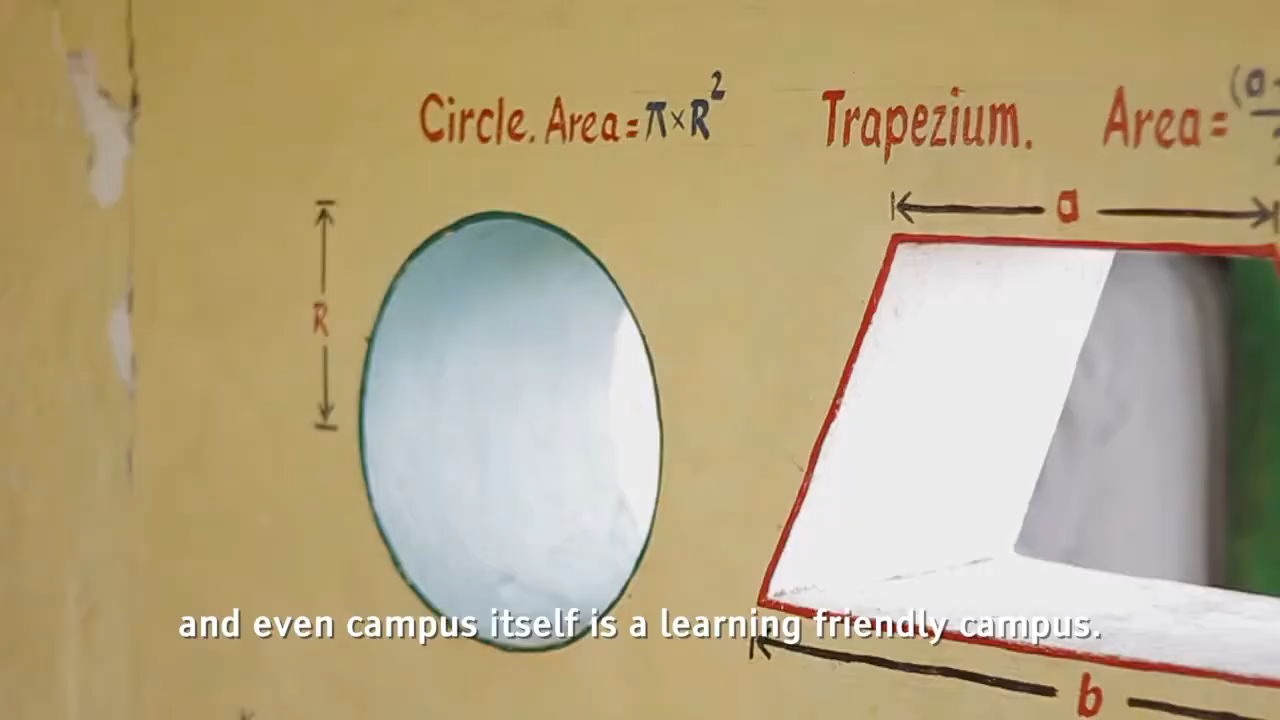 Circle. Area = π × R²
Trapezium. Area = (a
a
R
and even campus itself is a learning friendly campus.
b